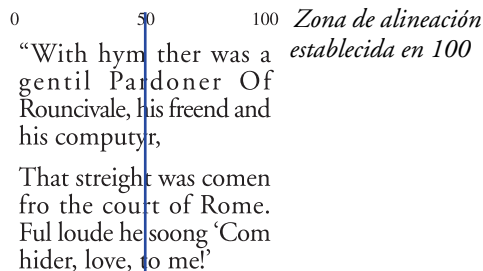 0 50 100 Zona de alineación
establecida en 100
“With hym ther was a
gentil Pardoner Of
Rouncivale, his freend and
his computyr,
That streight was comen
fro the court of Rome.
Ful loude he soong ‘Com
hider, love, to me!’